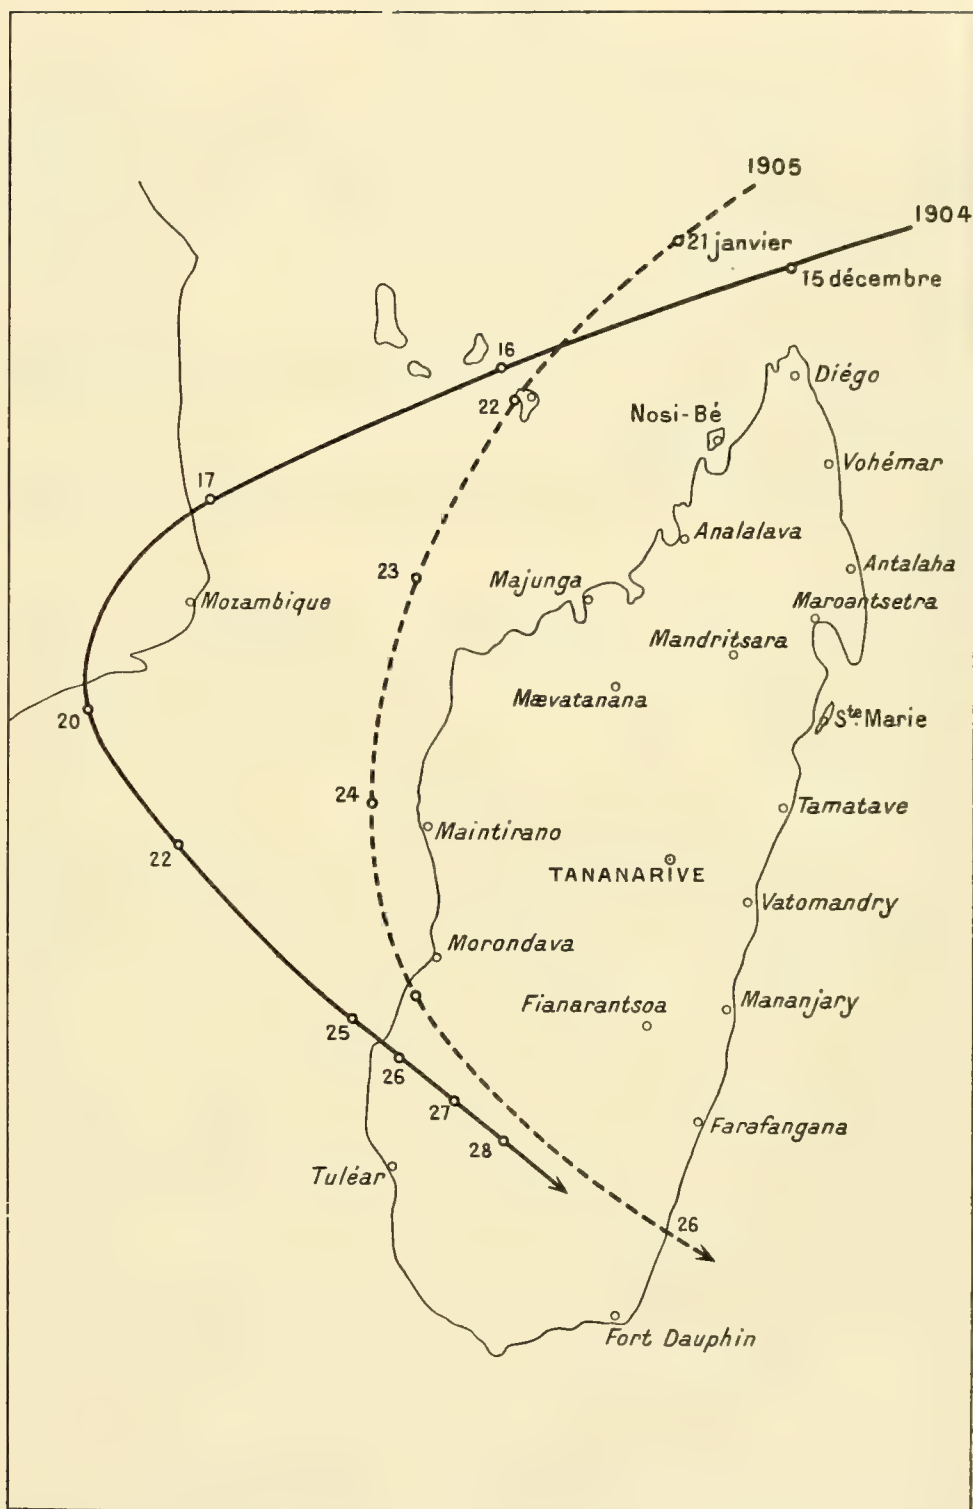 1905
1904
21 janvier
15 décembre
16
Diégo
22
Nosi-Bé
Vohémar
17
Analalava
Antalaha
23
Majunga
Mozambique
Maroantsetra
Mandritsara
Mævatanana
20
Ste. Marie
24
Tamatave
Maintirano
22
TANANARIVE
Vatomandry
Morondava
Fianarantsoa
Mananjary
25
26
27
Farafangana
28
Tuléar
26
Fort Dauphin